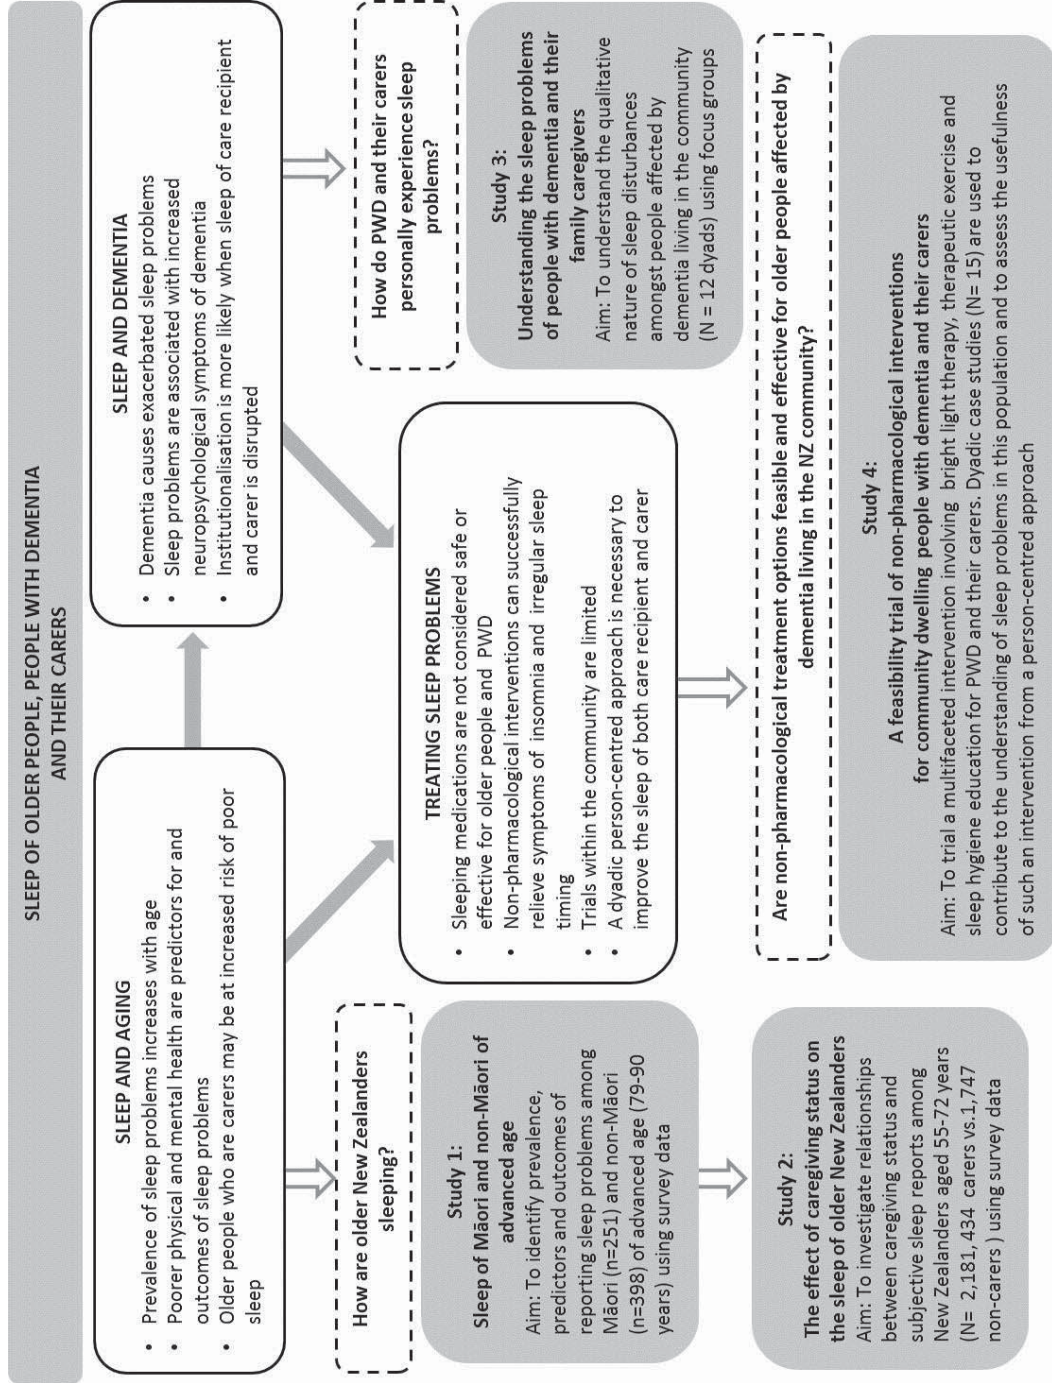 SLEEP OF OLDER PEOPLE, PEOPLE WITH DEMENTIA
AND THEIR CARERS
SLEEP AND AGING
• Prevalence of sleep problems increases with age
• Poorer physical and mental health are predictors for and
outcomes of sleep problems
• Older people who are carers may be at increased risk of poor
sleep
SLEEP AND DEMENTIA
• Dementia causes exacerbated sleep problems
• Sleep problems are associated with increased
neuropsychological symptoms of dementia
• Institutionalisation is more likely when sleep of care recipient
and carer is disrupted
How are older New Zealanders
sleeping?
Study 1:
Sleep of Māori and non-Māori of
advanced age
Aim: To identify prevalence,
predictors and outcomes of
reporting sleep problems among
Māori (n=251) and non-Māori
(n=398) of advanced age (79-90
years) using survey data
Study 2:
The effect of caregiving status on
the sleep of older New Zealanders
Aim: To investigate relationships
between caregiving status and
subjective sleep reports among
New Zealanders aged 55-72 years
(N= 2,181, 434 carers vs.1,747
non-carers ) using survey data
TREATING SLEEP PROBLEMS
• Sleeping medications are not considered safe or
effective for older people and PWD
• Non-pharmacological interventions can successfully
relieve symptoms of insomnia and irregular sleep
timing
• Trials within the community are limited
• A dyadic person-centred approach is necessary to
improve the sleep of both care recipient and carer
How do PWD and their carers
personally experience sleep
problems?
Study 3:
Understanding the sleep problems
of people with dementia and their
family caregivers
Aim: To understand the qualitative
nature of sleep disturbances
amongst people affected by
dementia living in the community
(N = 12 dyads) using focus groups
Are non-pharmacological treatment options feasible and effective for older people affected by
dementia living in the NZ community?
Study 4:
A feasibility trial of non-pharmacological interventions
for community dwelling people with dementia and their carers
Aim: To trial a multifaceted intervention involving bright light therapy, therapeutic exercise and
sleep hygiene education for PWD and their carers. Dyadic case studies (N= 15) are used to
contribute to the understanding of sleep problems in this population and to assess the usefulness
of such an intervention from a person-centred approach